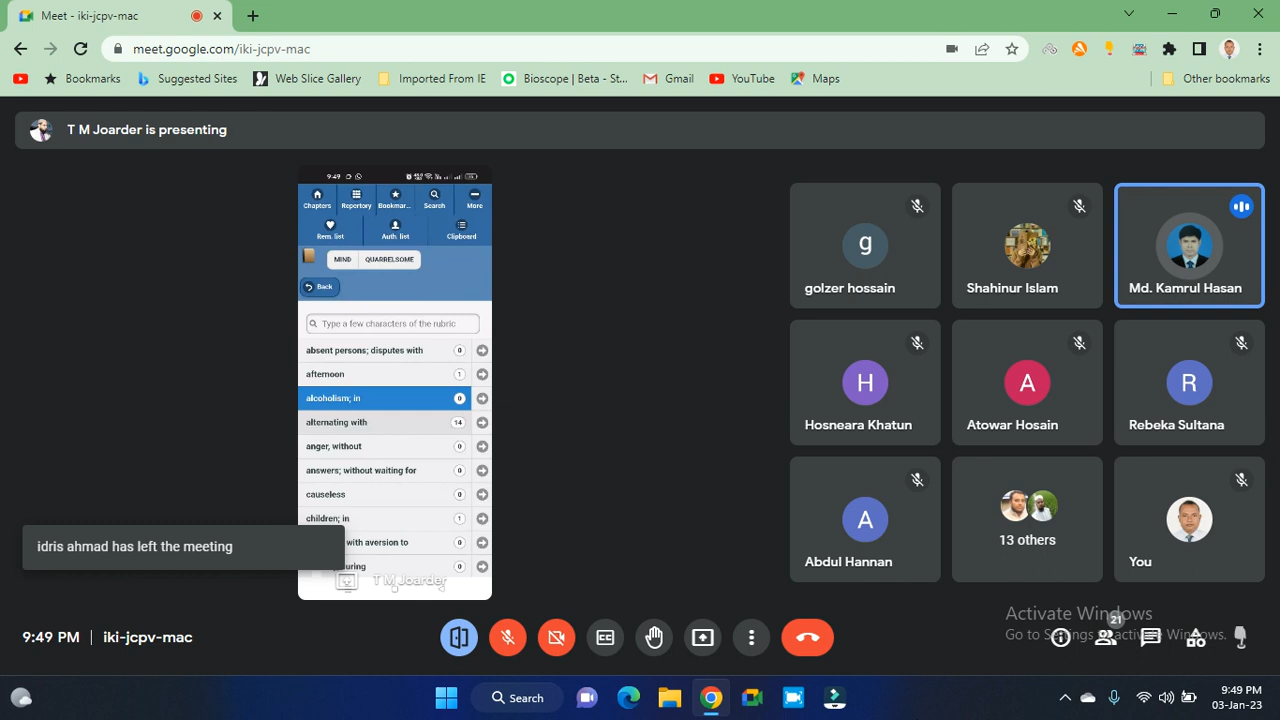 Meet - iki-jcpv-mac
meet.google.com/iki-jcpv-mac
Bookmarks
Suggested Sites
Web Slice Gallery
Imported From IE
Bioscope | Beta - St...
Gmail
YouTube
Maps
Other bookmarks
T M Joarder is presenting
9:49
Chapters
Repertory
Bookmar...
Search
More
Rem. list
Auth. list
Clipboard
MIND
QUARRELSOME
Back
Type a few characters of the rubric
absent persons; disputes with 0
afternoon 1
alcoholism; in 0
alternating with 14
anger, without 0
answers; without waiting for 0
causeless 0
children; in 1
with aversion to 0
uring 0
T M Joarder
idris ahmad has left the meeting
g
golzer hossain
Shahinur Islam
Md. Kamrul Hasan
H
Hosneara Khatun
A
Atowar Hosain
R
Rebeka Sultana
A
Abdul Hannan
13 others
You
Activate Windows
Go to Settings to activate Windows.
9:49 PM | iki-jcpv-mac
21
Search
9:49 PM
03-Jan-23